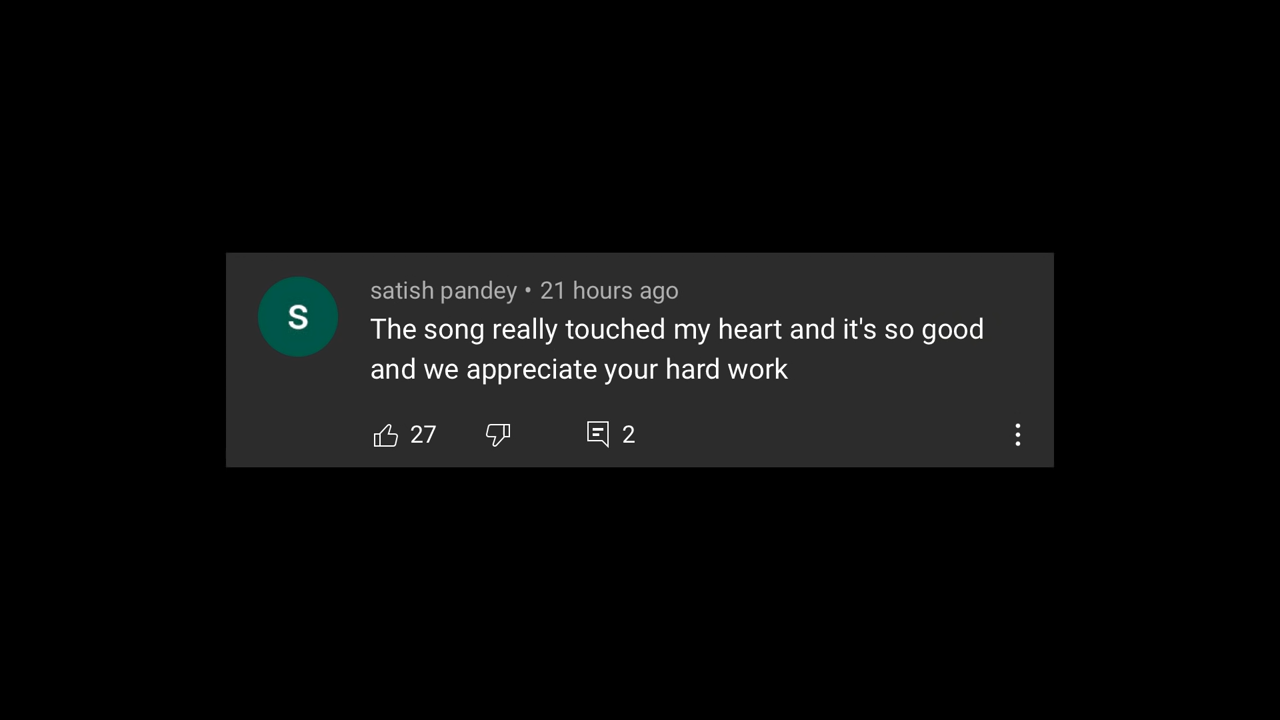 S
satish pandey • 21 hours ago
The song really touched my heart and it's so good
and we appreciate your hard work
27 2